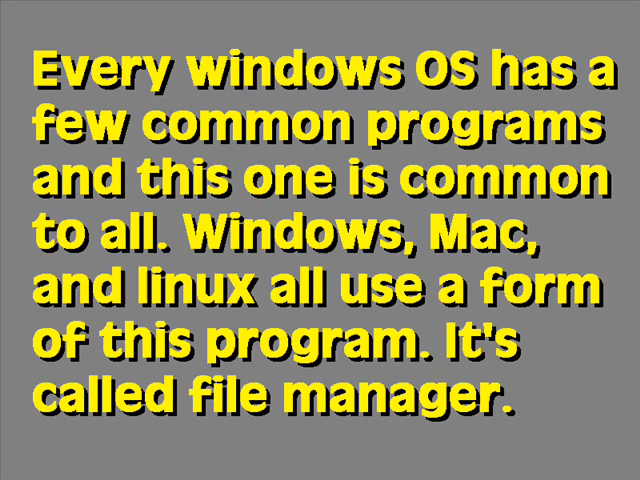 Every windows OS has a
few common programs
and this one is common
to all. Windows, Mac,
and linux all use a form
of this program. It's
called file manager.